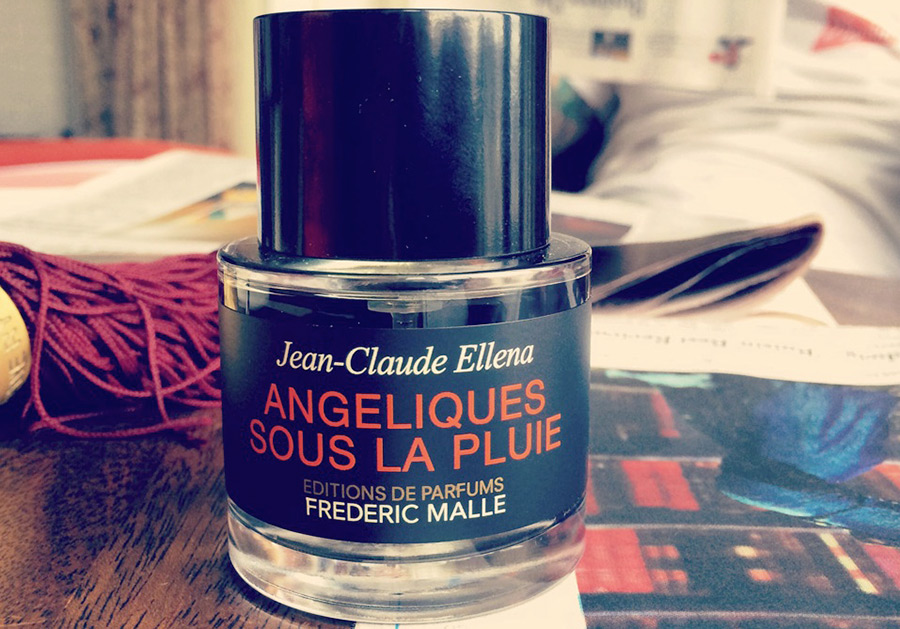 Jean-Claude Ellena
ANGELIQUES
SOUS LA PLUIE
EDITIONS DE PARFUMS
FREDERIC MALLE